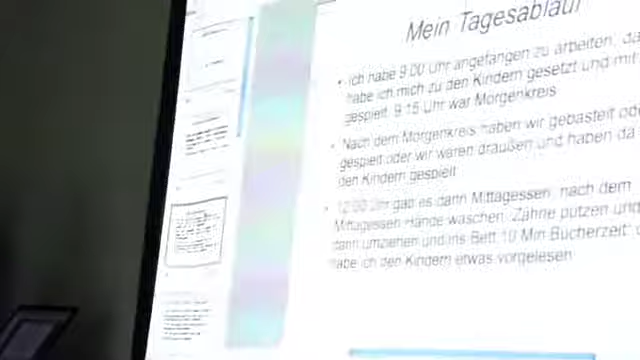 Mein Tagesablauf
• Ich habe 9:00 Uhr angefangen zu arbeiten, da
habe ich mich zu den Kindern gesetzt und mit
gespielt. 9:15 Uhr war Morgenkreis
• Nach dem Morgenkreis haben wir gebastelt ode
gespielt oder wir waren draußen und haben da
den Kindern gespielt
• 12:00 Uhr gab es dann Mittagessen, nach dem
Mittagessen Hände waschen, Zähne putzen und
dann umziehen und ins Bett 10 Min Bücherzeit
habe ich den Kindern etwas vorgelesen